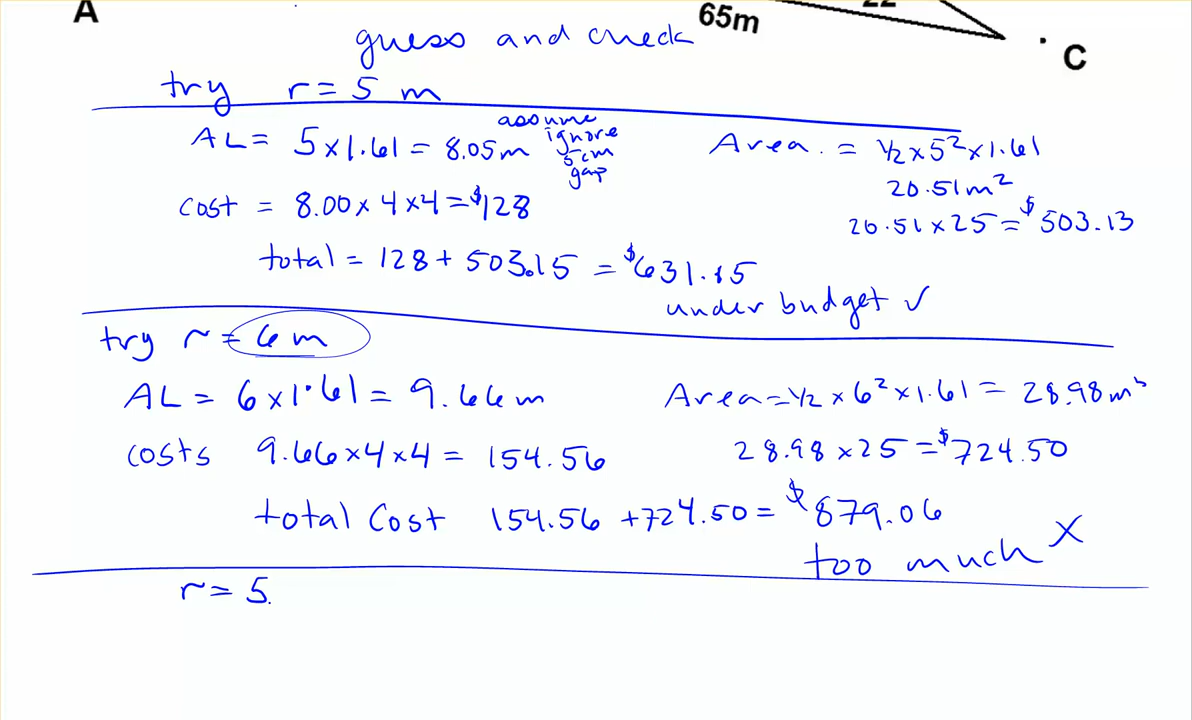 A
22
65m
C
guess and check
try r = 5 m
AL = 5 x 1.61 = 8.05m
assume
ignore
5cm
gap
Area. = 1/2 x 5² x 1.61
20.51m²
cost = 8.00 x 4 x 4 = $128
20.51 x 25 = $503.13
total = 128 + 503.15 = $631.15
under budget ✓
try r = 6 m
AL = 6 x 1.61 = 9.66m
Area = 1/2 x 6² x 1.61 = 28.98m²
costs 9.66 x 4 x 4 = 154.56
28.98 x 25 = $724.50
total cost 154.56 + 724.50 = $879.06
too much X
r = 5.